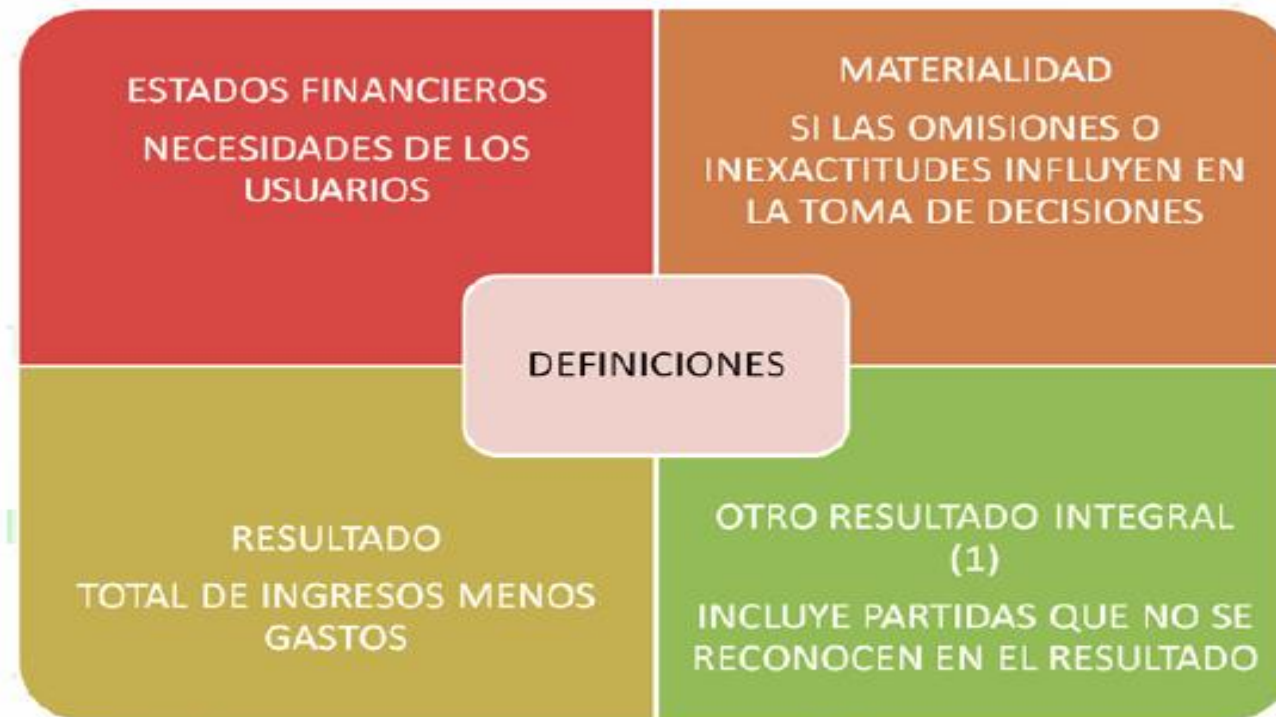 ESTADOS FINANCIEROS
NECESIDADES DE LOS
USUARIOS
MATERIALIDAD
SI LAS OMISIONES O
INEXACTITUDES INFLUYEN EN
LA TOMA DE DECISIONES
DEFINICIONES
RESULTADO
TOTAL DE INGRESOS MENOS
GASTOS
OTRO RESULTADO INTEGRAL
(1)
INCLUYE PARTIDAS QUE NO SE
RECONOCEN EN EL RESULTADO